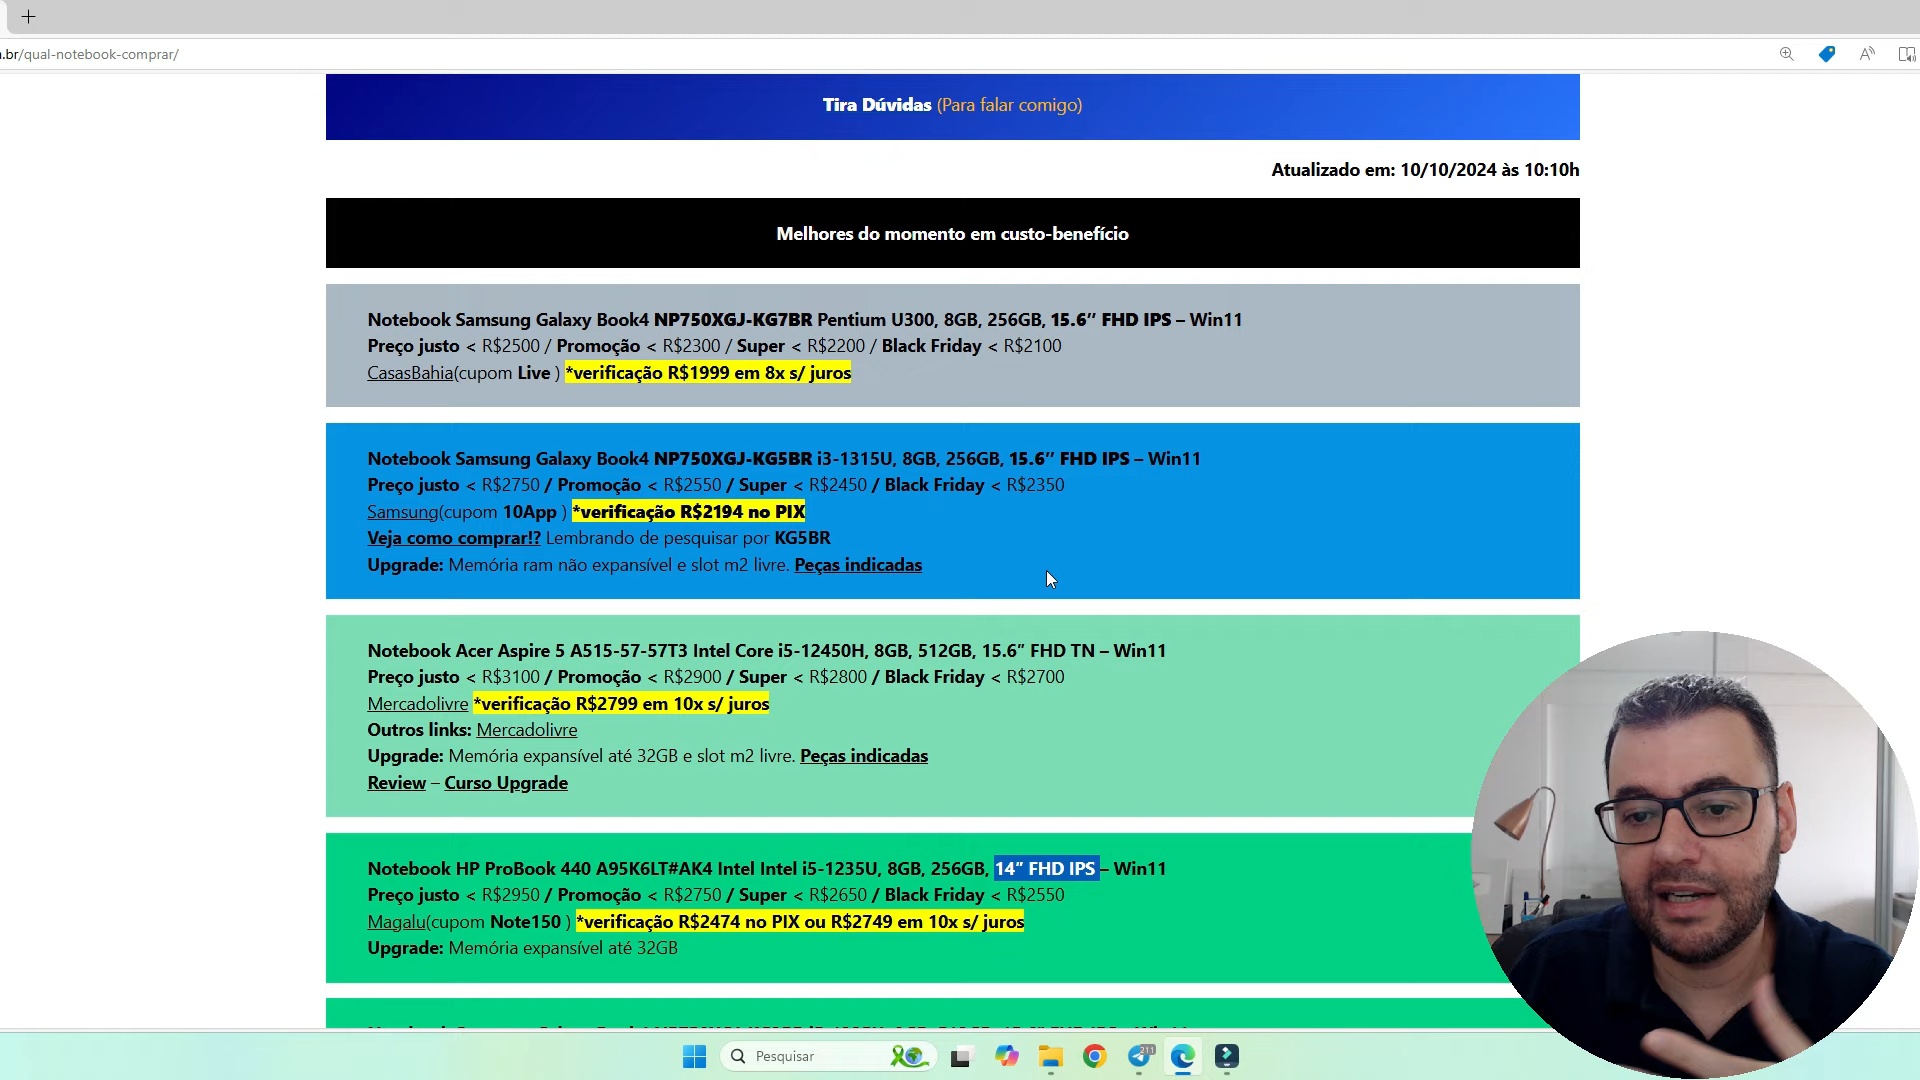 .br/qual-notebook-comprar/
Tira Dúvidas (Para falar comigo)
Atualizado em: 10/10/2024 às 10:10h
Melhores do momento em custo-benefício
Notebook Samsung Galaxy Book4 NP750XGJ-KG7BR Pentium U300, 8GB, 256GB, 15.6″ FHD IPS – Win11
Preço justo < R$2500 / Promoção < R$2300 / Super < R$2200 / Black Friday < R$2100
CasasBahia(cupom Live ) *verificação R$1999 em 8x s/ juros
Notebook Samsung Galaxy Book4 NP750XGJ-KG5BR i3-1315U, 8GB, 256GB, 15.6″ FHD IPS – Win11
Preço justo < R$2750 / Promoção < R$2550 / Super < R$2450 / Black Friday < R$2350
Samsung(cupom 10App ) *verificação R$2194 no PIX
Veja como comprar!? Lembrando de pesquisar por KG5BR
Upgrade: Memória ram não expansível e slot m2 livre. Peças indicadas
Notebook Acer Aspire 5 A515-57-57T3 Intel Core i5-12450H, 8GB, 512GB, 15.6″ FHD TN – Win11
Preço justo < R$3100 / Promoção < R$2900 / Super < R$2800 / Black Friday < R$2700
Mercadolivre *verificação R$2799 em 10x s/ juros
Outros links: Mercadolivre
Upgrade: Memória expansível até 32GB e slot m2 livre. Peças indicadas
Review – Curso Upgrade
Notebook HP ProBook 440 A95K6LT#AK4 Intel Intel i5-1235U, 8GB, 256GB, 14″ FHD IPS – Win11
Preço justo < R$2950 / Promoção < R$2750 / Super < R$2650 / Black Friday < R$2550
Magalu(cupom Note150 ) *verificação R$2474 no PIX ou R$2749 em 10x s/ juros
Upgrade: Memória expansível até 32GB
Pesquisar
211